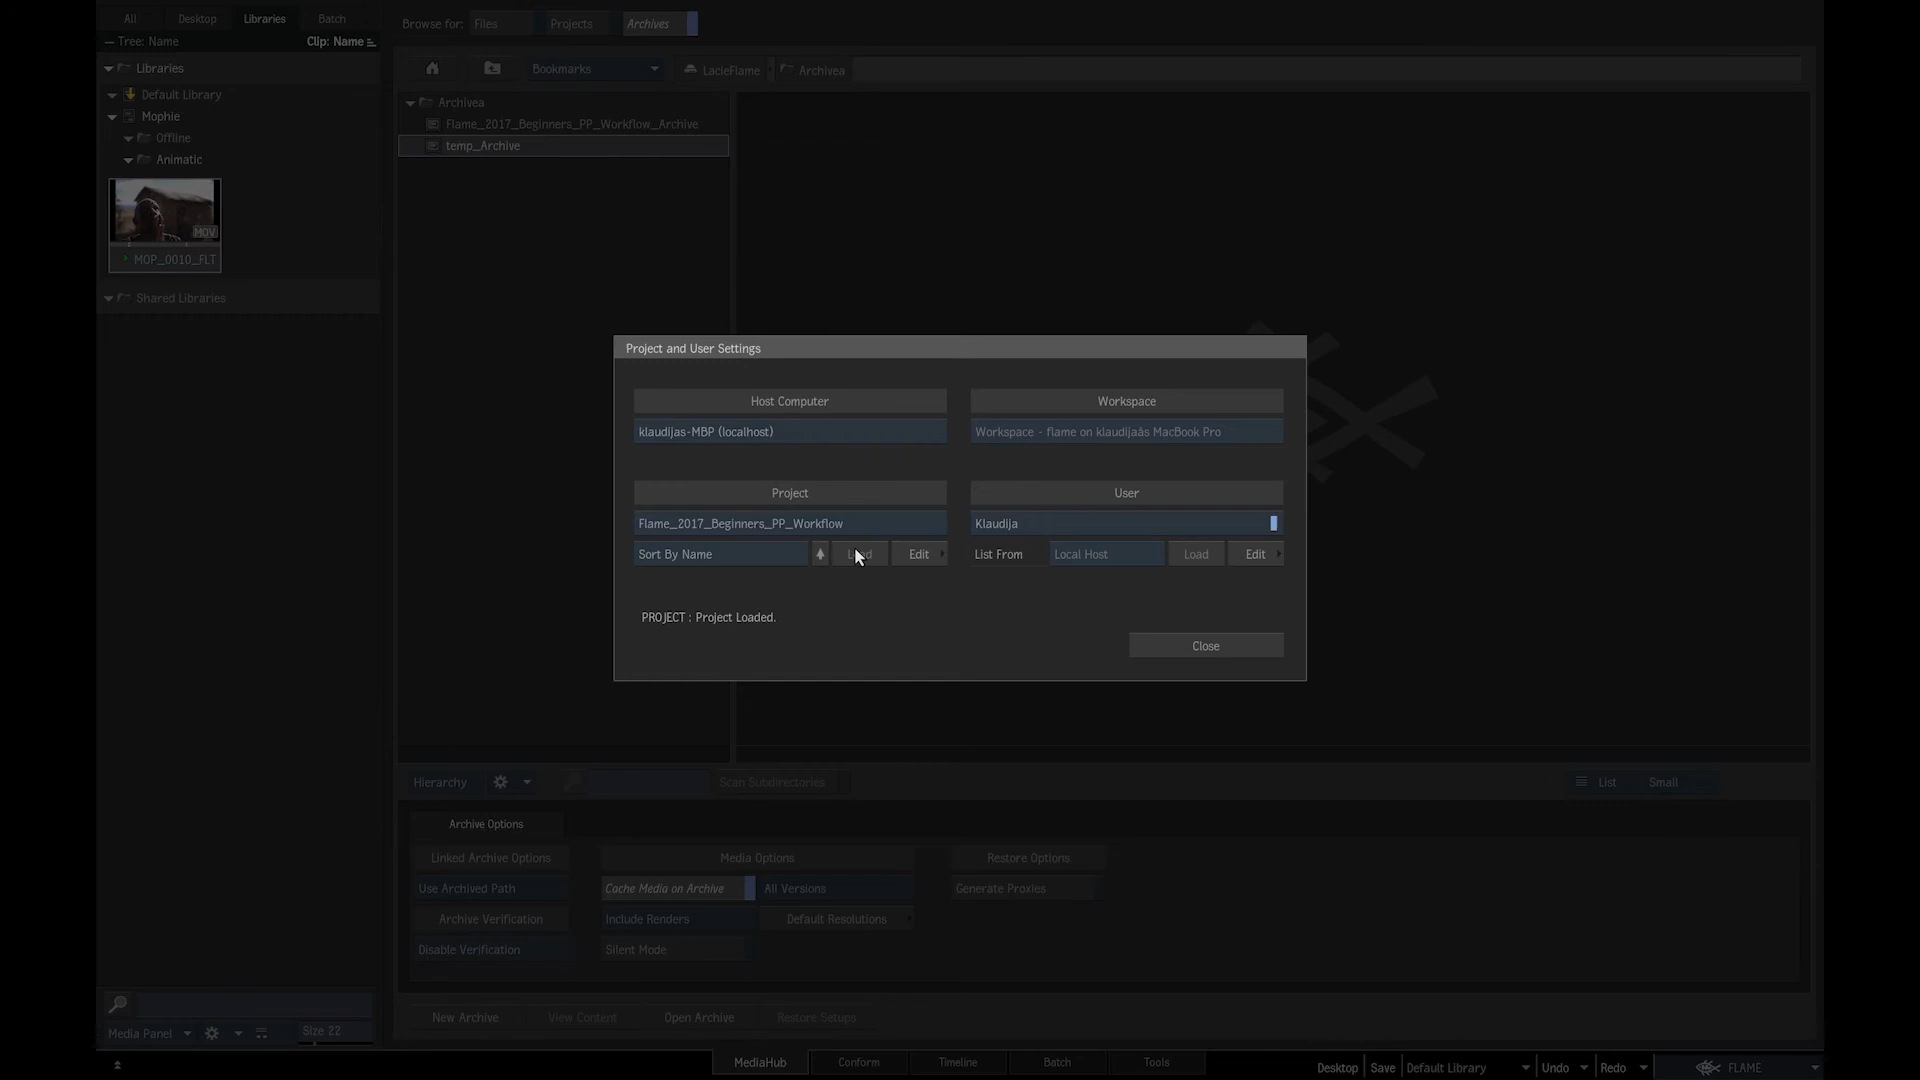 All Desktop Libraries Batch
Tree: Name Clip: Name
Libraries
Default Library
Mophie
Offline
Animatic
MOV
MOP_0010_FLT
Shared Libraries
Browse for: Files Projects Archives
Bookmarks LacieFlame Archivea
Archivea
Flame_2017_Beginners_PP_Workflow_Archive
temp_Archive
Project and User Settings
Host Computer Workspace
klaudijas-MBP (localhost) Workspace - flame on klaudijaâs MacBook Pro
Project User
Flame_2017_Beginners_PP_Workflow Klaudija
Sort By Name Edit List From Local Host Load Edit
PROJECT : Project Loaded.
Close
Hierarchy Scan Subdirectories List Small
Archive Options
Linked Archive Options Media Options Restore Options
Use Archived Path Cache Media on Archive All Versions Generate Proxies
Archive Verification Include Renders Default Resolutions
Disable Verification Silent Mode
New Archive View Content Open Archive Restore Setups
Media Panel Size 22
MediaHub Conform Timeline Batch Tools
Desktop Save Default Library Undo Redo FLAME